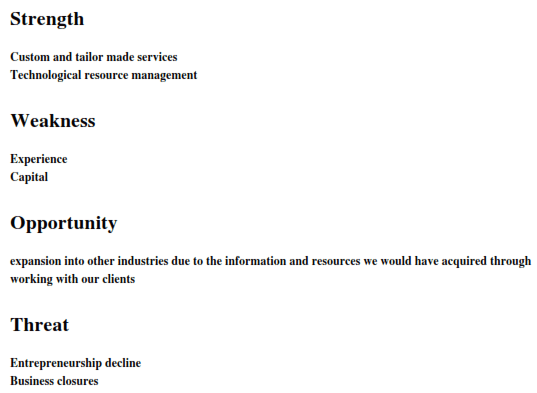 Strength
Custom and tailor made services
Technological resource management
Weakness
Experience
Capital
Opportunity
expansion into other industries due to the information and resources we would have acquired through
working with our clients
Threat
Entrepreneurship decline
Business closures